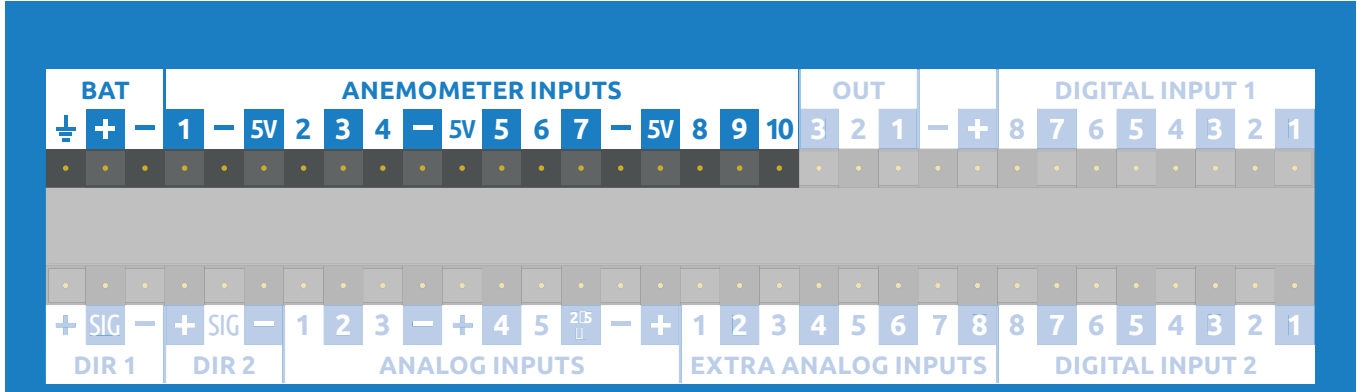 BAT ANEMOMETER INPUTS OUT DIGITAL INPUT 1
⏚ + − 1 − 5V 2 3 4 − 5V 5 6 7 − 5V 8 9 10 3 2 1 − + 8 7 6 5 4 3 2 1
+ SIG − + SIG − 1 2 3 − + 4 5 − + 1 2 3 4 5 6 7 8 8 7 6 5 4 3 2 1
DIR 1 DIR 2 ANALOG INPUTS EXTRA ANALOG INPUTS DIGITAL INPUT 2